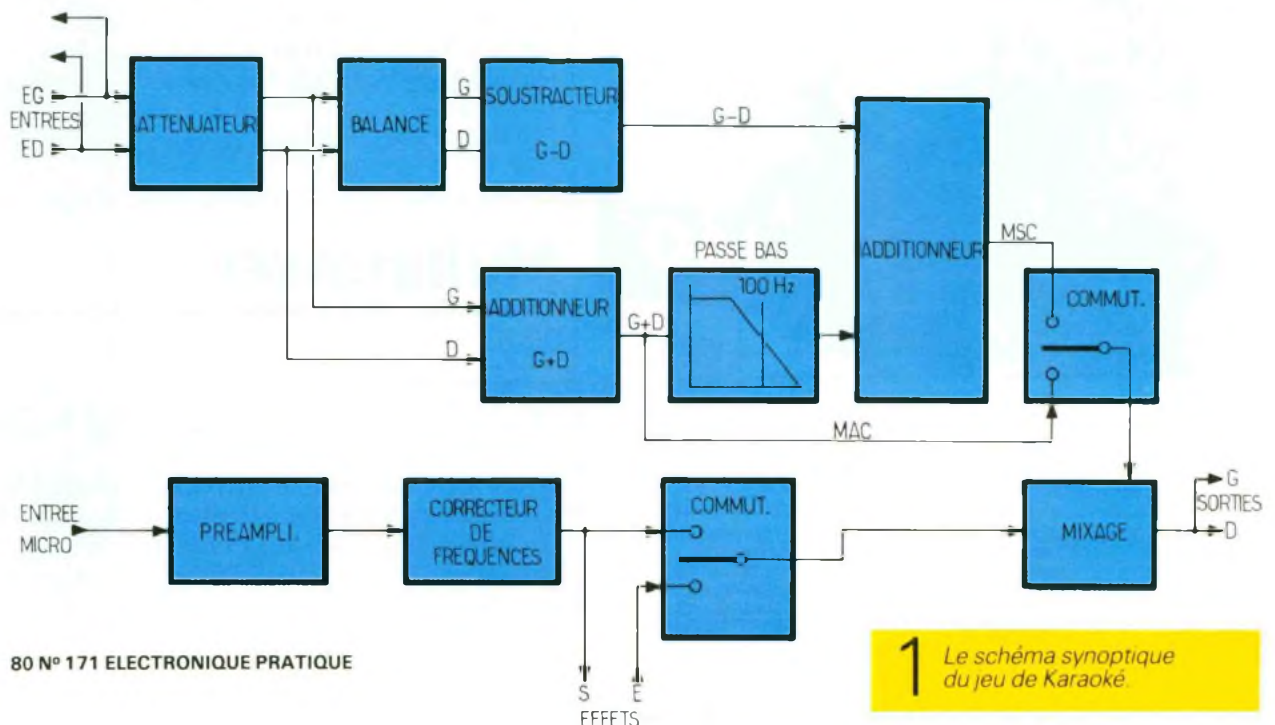 EG
ENTREES
ED
ATTENUATEUR
BALANCE
G
D
SOUSTRACTEUR
G-D
G-D
G
D
ADDITIONNEUR
G+D
G+D
PASSE BAS
100 Hz
ADDITIONNEUR
MSC
COMMUT.
MAC
ENTREE
MICRO
PREAMPLI.
CORRECTEUR
DE
FREQUENCES
COMMUT.
MIXAGE
G
SORTIES
D
S E
EFFETS
80 Nº 171 ELECTRONIQUE PRATIQUE
1 Le schéma synoptique
du jeu de Karaoké.